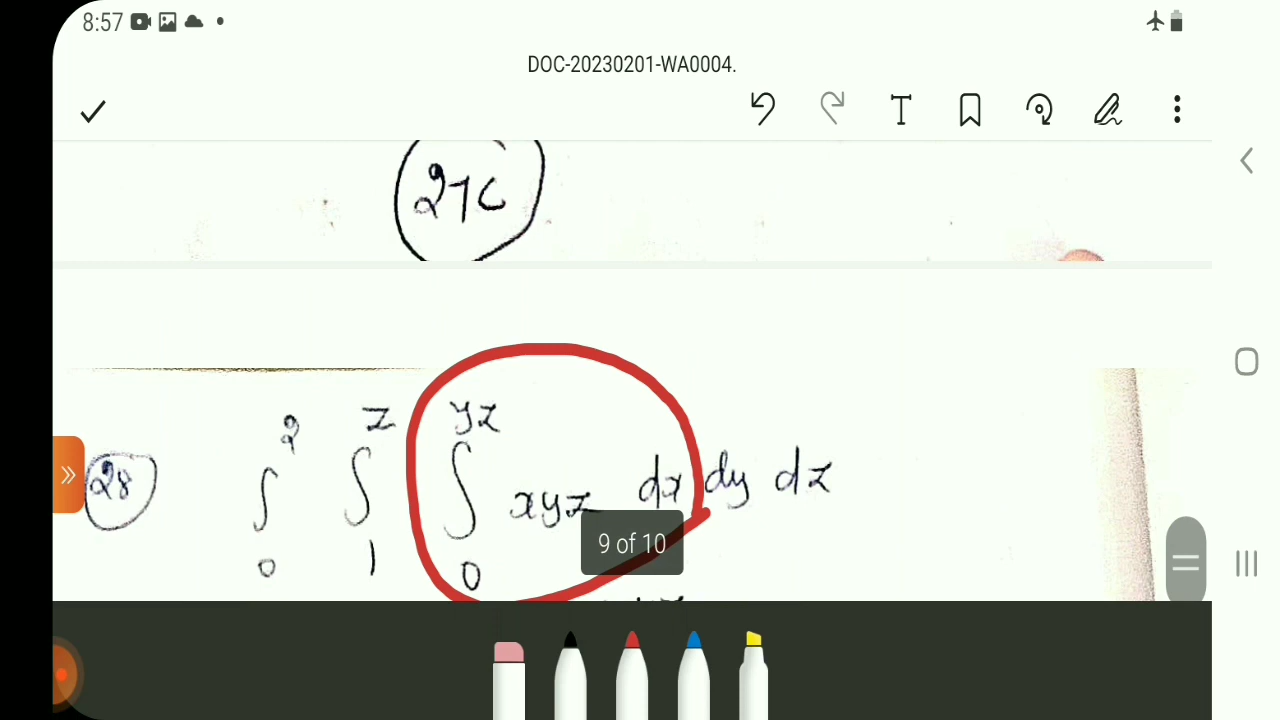 8:57
DOC-20230201-WA0004.
T
27C
28 ∫₀² ∫₁ᶻ ∫₀ʸᶻ xyz dx dy dz
9 of 10